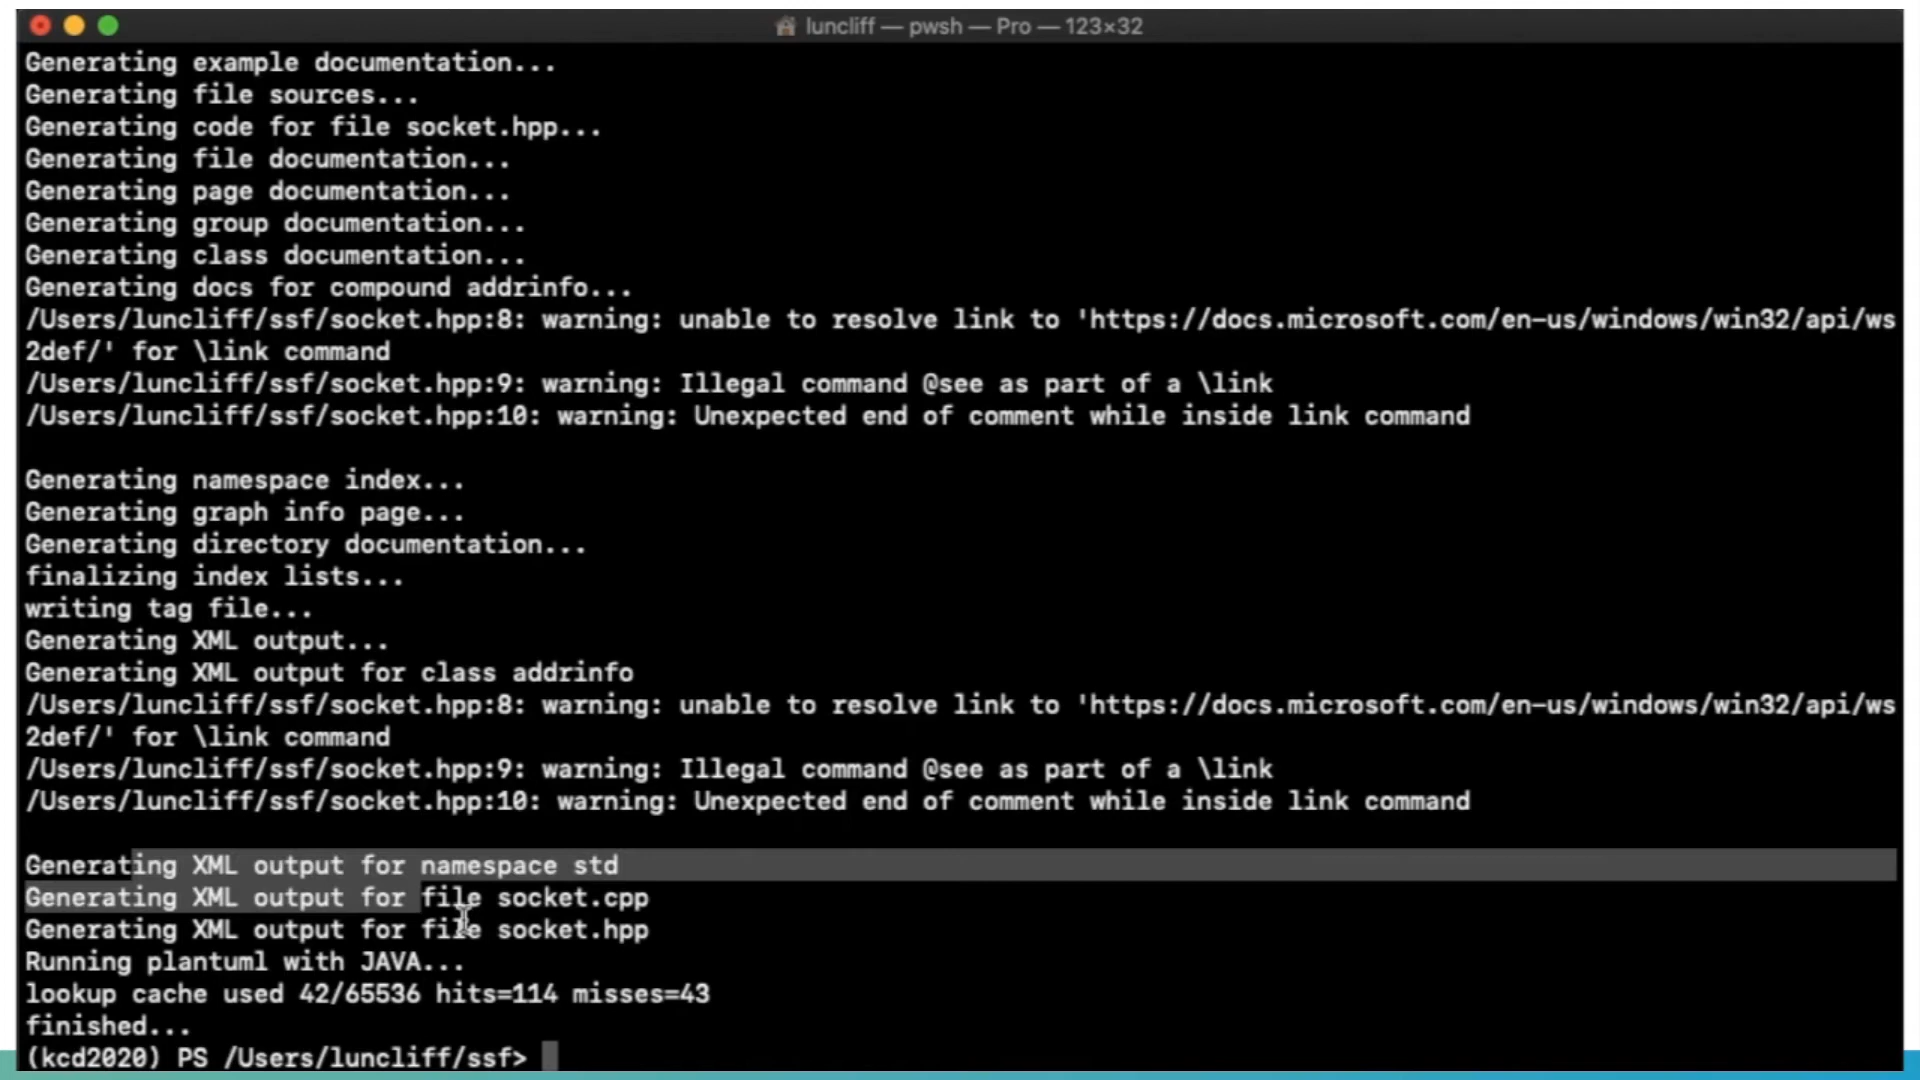 luncliff — pwsh — Pro — 123×32
Generating example documentation...
Generating file sources...
Generating code for file socket.hpp...
Generating file documentation...
Generating page documentation...
Generating group documentation...
Generating class documentation...
Generating docs for compound addrinfo...
/Users/luncliff/ssf/socket.hpp:8: warning: unable to resolve link to 'https://docs.microsoft.com/en-us/windows/win32/api/ws
2def/' for \link command
/Users/luncliff/ssf/socket.hpp:9: warning: Illegal command @see as part of a \link
/Users/luncliff/ssf/socket.hpp:10: warning: Unexpected end of comment while inside link command
Generating namespace index...
Generating graph info page...
Generating directory documentation...
finalizing index lists...
writing tag file...
Generating XML output...
Generating XML output for class addrinfo
/Users/luncliff/ssf/socket.hpp:8: warning: unable to resolve link to 'https://docs.microsoft.com/en-us/windows/win32/api/ws
2def/' for \link command
/Users/luncliff/ssf/socket.hpp:9: warning: Illegal command @see as part of a \link
/Users/luncliff/ssf/socket.hpp:10: warning: Unexpected end of comment while inside link command
Generating XML output for namespace std
Generating XML output for file socket.cpp
Generating XML output for file socket.hpp
Running plantuml with JAVA...
lookup cache used 42/65536 hits=114 misses=43
finished...
(kcd2020) PS /Users/luncliff/ssf>